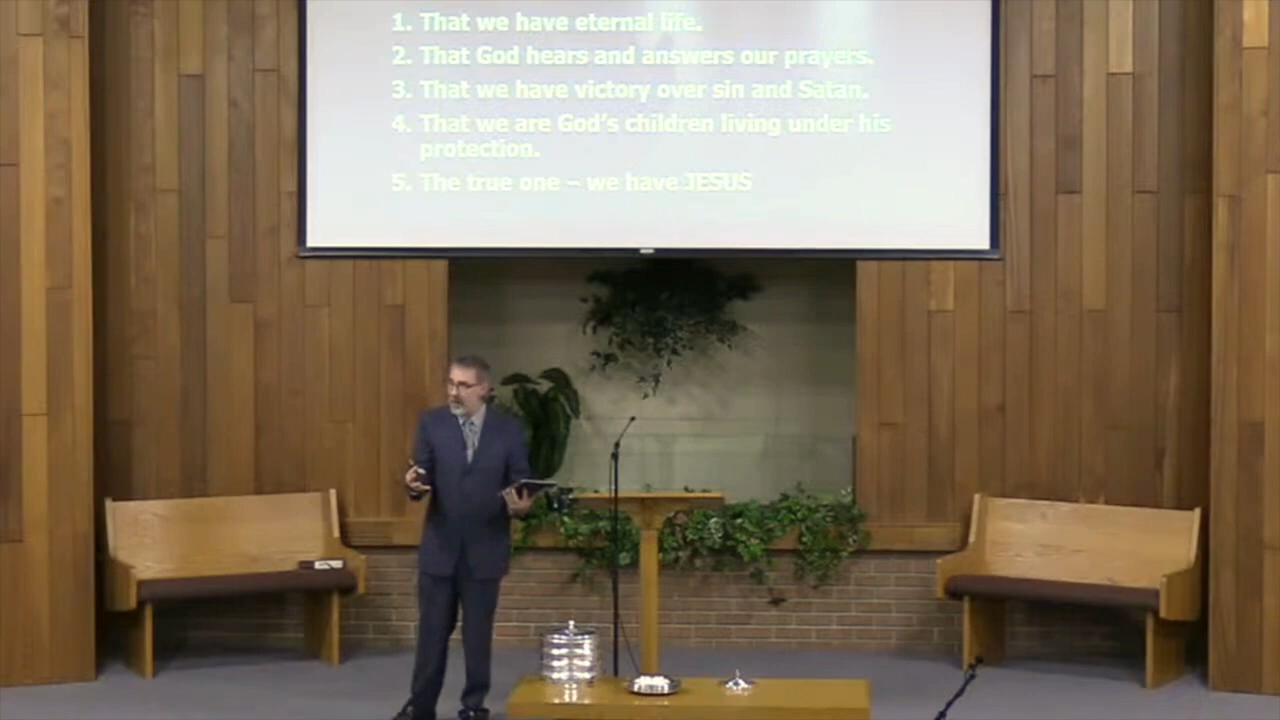 1. That we have eternal life.
2. That God hears and answers our prayers.
3. That we have victory over sin and Satan.
4. That we are God's children living under his
protection.
5. The true one – we have JESUS